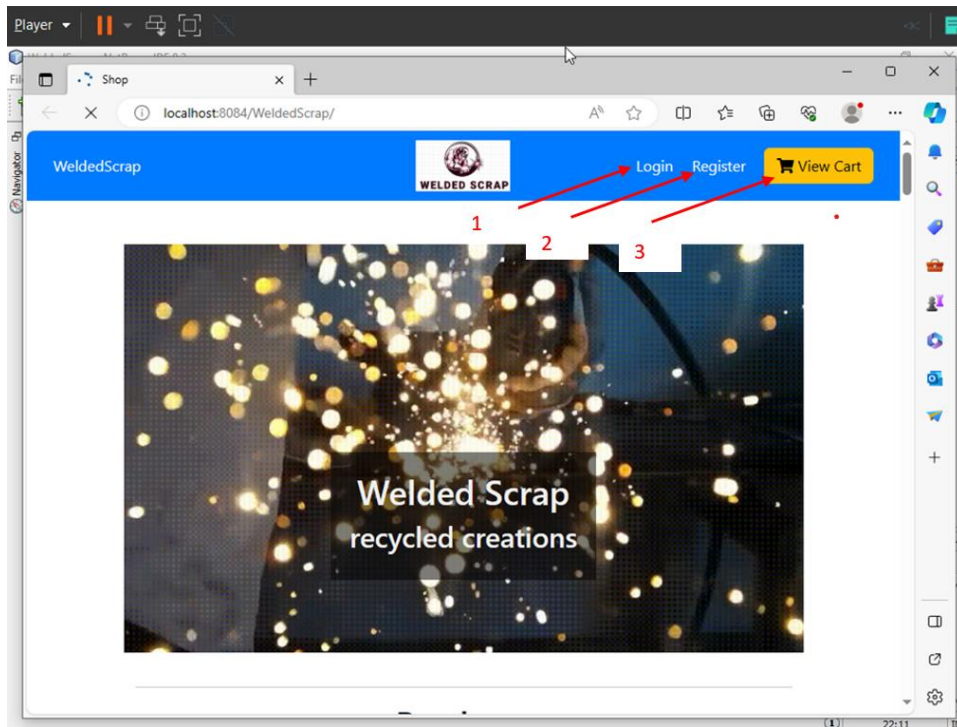 Player
Shop
localhost:8084/WeldedScrap/
Navigator
WeldedScrap
WELDED SCRAP
Login
Register
View Cart
1
2
3
Welded Scrap
recycled creations
22:11